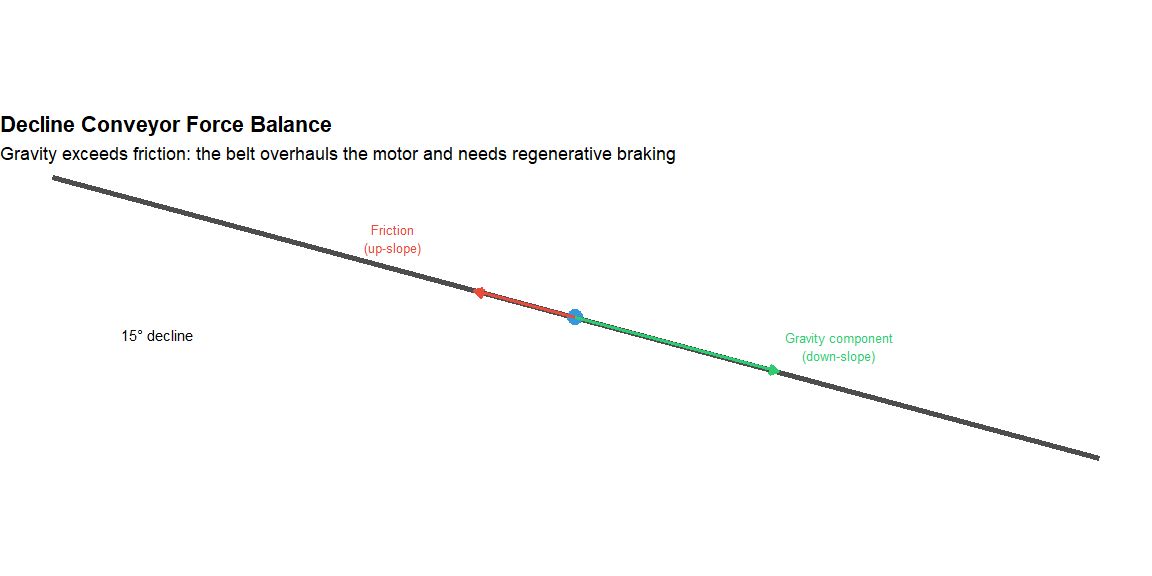 Decline Conveyor Force Balance
Gravity exceeds friction: the belt overhauls the motor and needs regenerative braking
Friction
(up-slope)
15° decline
Gravity component
(down-slope)